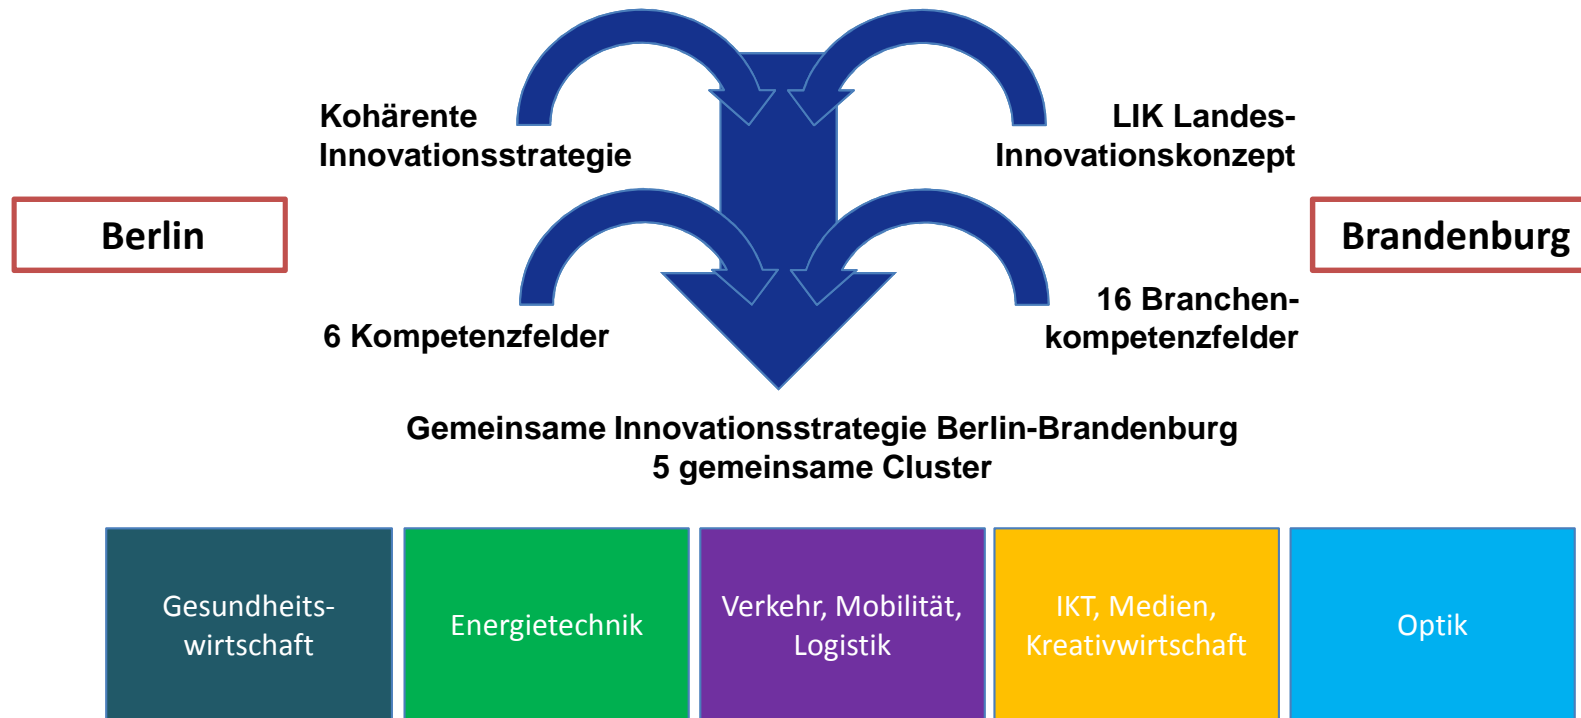 Kohärente
Innovationsstrategie
LIK Landes-
Innovationskonzept
Berlin
Brandenburg
6 Kompetenzfelder
16 Branchen-
kompetenzfelder
Gemeinsame Innovationsstrategie Berlin-Brandenburg
5 gemeinsame Cluster
Gesundheits-
wirtschaft
Energietechnik
Verkehr, Mobilität,
Logistik
IKT, Medien,
Kreativwirtschaft
Optik